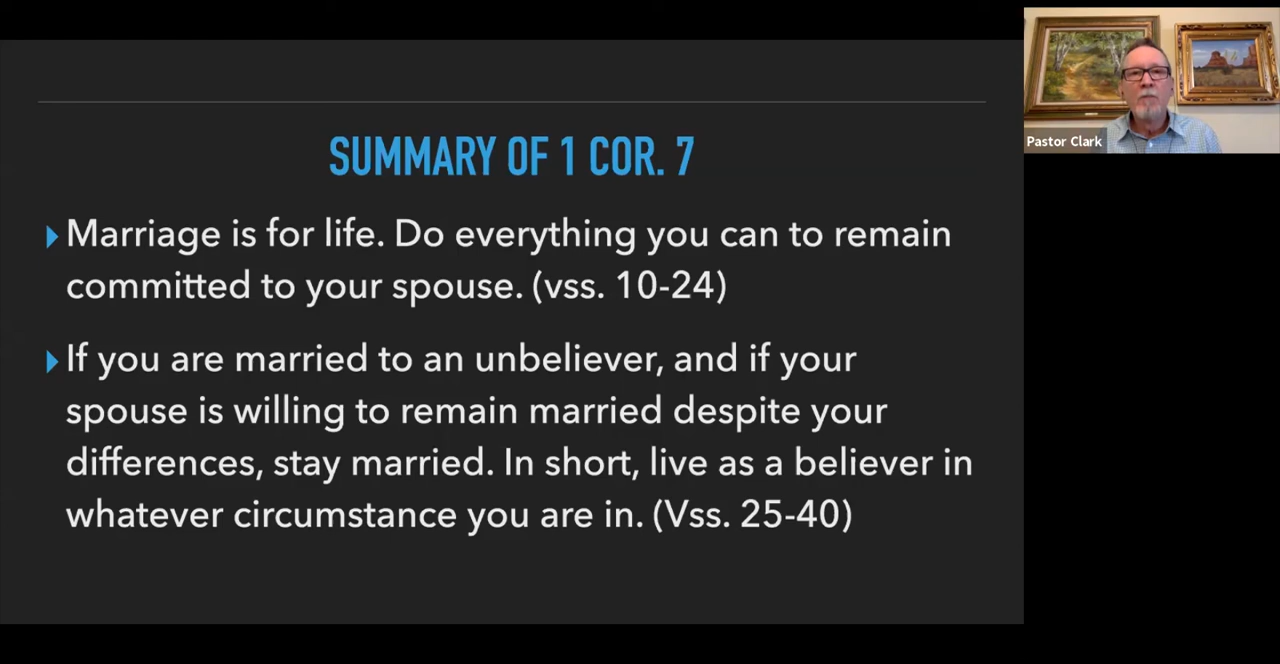 SUMMARY OF 1 COR. 7
Marriage is for life. Do everything you can to remain
committed to your spouse. (vss. 10-24)
If you are married to an unbeliever, and if your
spouse is willing to remain married despite your
differences, stay married. In short, live as a believer in
whatever circumstance you are in. (Vss. 25-40)
Pastor Clark